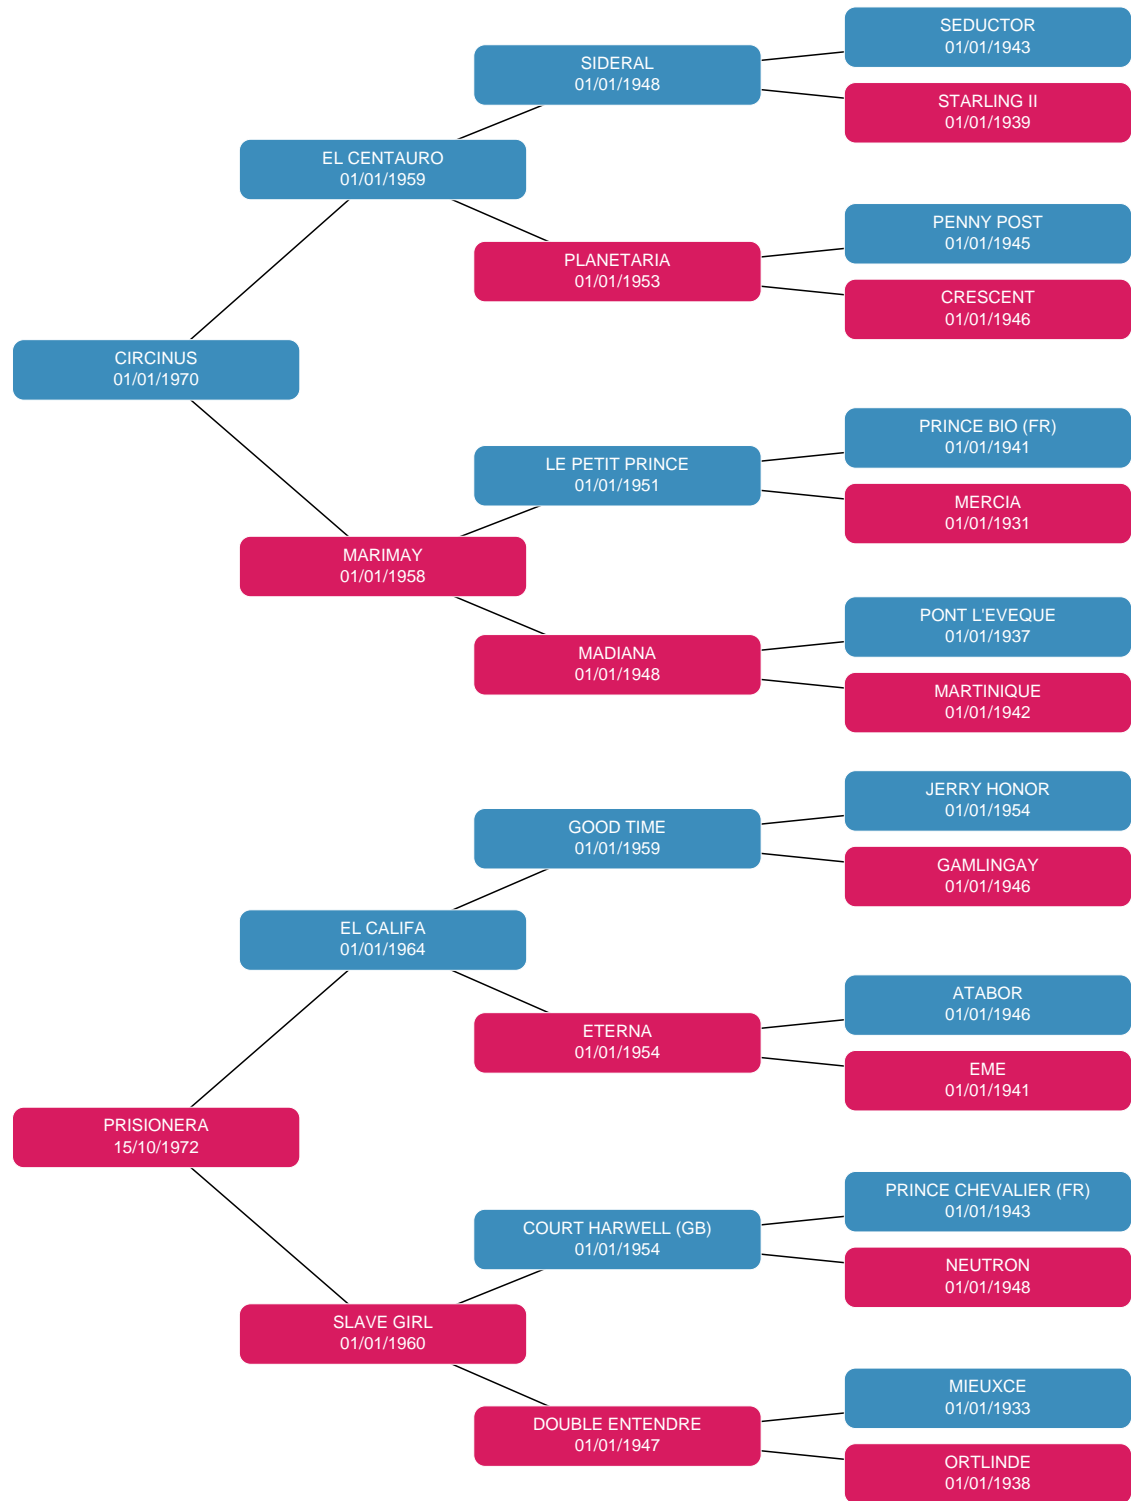 SEDUCTOR
01/01/1943
SIDERAL
01/01/1948
STARLING II
01/01/1939
EL CENTAURO
01/01/1959
PENNY POST
01/01/1945
PLANETARIA
01/01/1953
CRESCENT
01/01/1946
CIRCINUS
01/01/1970
PRINCE BIO (FR)
01/01/1941
LE PETIT PRINCE
01/01/1951
MERCIA
01/01/1931
MARIMAY
01/01/1958
PONT L'EVEQUE
01/01/1937
MADIANA
01/01/1948
MARTINIQUE
01/01/1942
JERRY HONOR
01/01/1954
GOOD TIME
01/01/1959
GAMLINGAY
01/01/1946
EL CALIFA
01/01/1964
ATABOR
01/01/1946
ETERNA
01/01/1954
EME
01/01/1941
PRISIONERA
15/10/1972
PRINCE CHEVALIER (FR)
01/01/1943
COURT HARWELL (GB)
01/01/1954
NEUTRON
01/01/1948
SLAVE GIRL
01/01/1960
MIEUXCE
01/01/1933
DOUBLE ENTENDRE
01/01/1947
ORTLINDE
01/01/1938